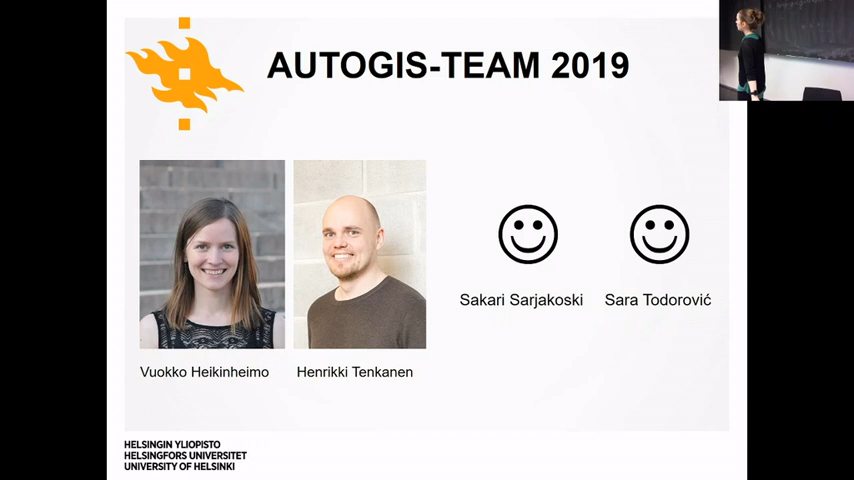 AUTOGIS-TEAM 2019
Sakari Sarjakoski
Sara Todorović
Vuokko Heikinheimo
Henrikki Tenkanen
HELSINGIN YLIOPISTO
HELSINGFORS UNIVERSITET
UNIVERSITY OF HELSINKI